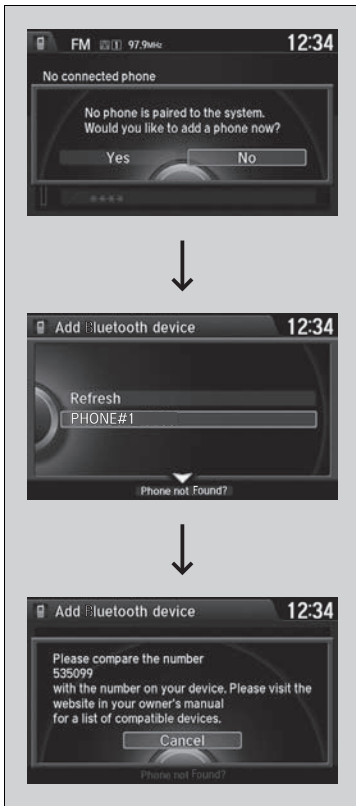 FM 97.9MHz 12:34
No connected phone
No phone is paired to the system.
Would you like to add a phone now?
Yes No
****
Add Bluetooth device 12:34
Refresh
PHONE#1
Phone not Found?
Add Bluetooth device 12:34
Please compare the number
535099
with the number on your device. Please visit the
website in your owner's manual
for a list of compatible devices.
Cancel
Phone not Found?